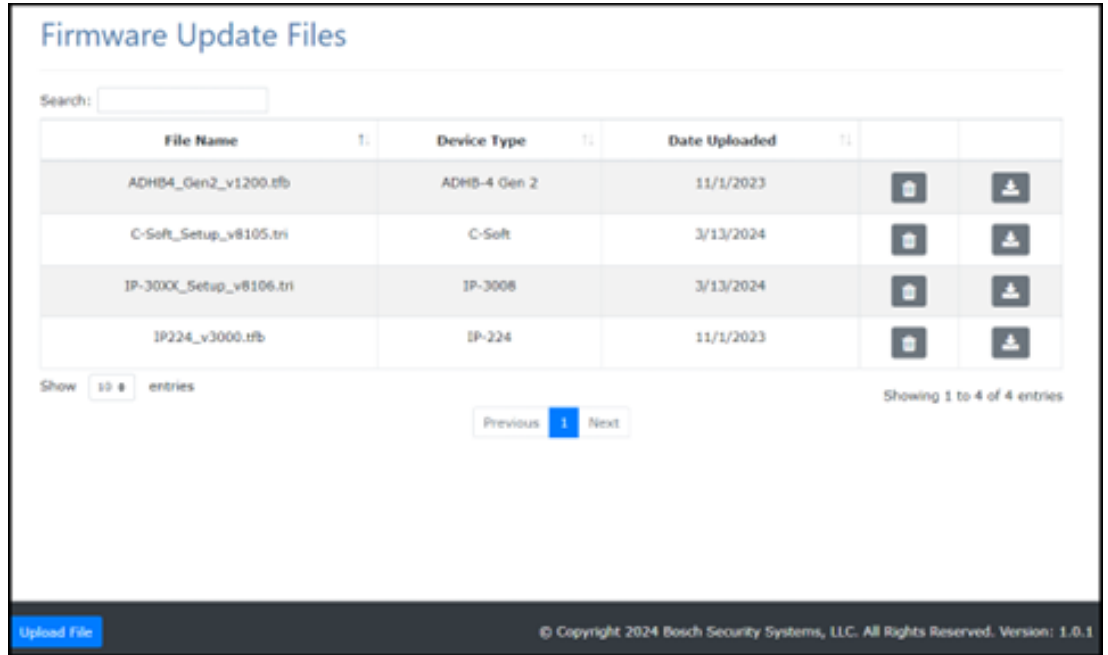 Firmware Update Files
Search:
File Name Device Type Date Uploaded
ADHB4_Gen2_v1200.tfb ADHB-4 Gen 2 11/1/2023
C-Soft_Setup_v8105.tri C-Soft 3/13/2024
IP-30XX_Setup_v8106.tri IP-3008 3/13/2024
IP224_v3000.tfb IP-224 11/1/2023
Show 10 entries
Showing 1 to 4 of 4 entries
Previous 1 Next
Upload File © Copyright 2024 Bosch Security Systems, LLC. All Rights Reserved. Version: 1.0.1